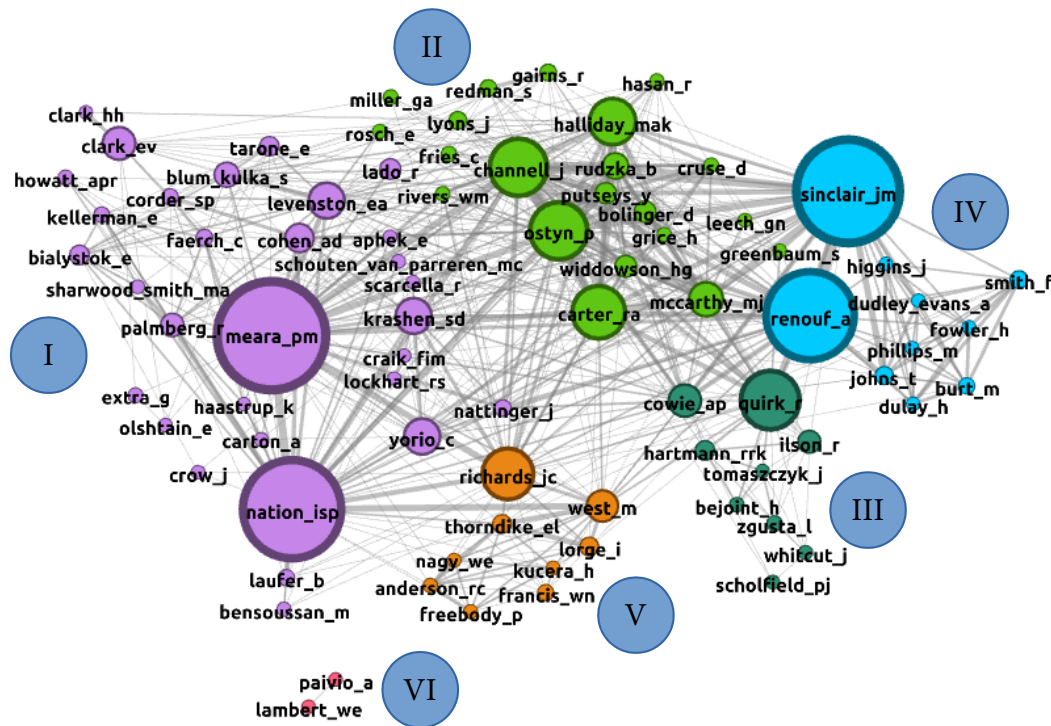 II
gairns_r
hasan_r
redman_s
miller_ga
clark_hh
lyons_j
halliday_mak
rosch_e
clark_ev
tarone_e
fries_c
channell_j
rudzka_b
cruse_d
lado_r
howatt_apr
blum_kulka_s
putseys_y
sinclair_jm
rivers_wm
corder_sp
levenston_ea
bolinger_d
leech_gn
IV
kellerman_e
ostyn_p
grice_h
faerch_c
cohen_ad
aphek_e
greenbaum_s
bialystok_e
schouten_van_parreren_mc
widdowson_hg
higgins_j
smith_f
sharwood_smith_ma
scarcella_r
mccarthy_mj
dudley_evans_a
palmberg_r
meara_pm
krashen_sd
carter_ra
renouf_a
fowler_h
I
craik_fim
phillips_m
lockhart_rs
johns_t
burt_m
extra_g
haastrup_k
nattinger_j
cowie_ap
quirk_r
dulay_h
olshtain_e
carton_a
yorio_c
hartmann_rrk
ilson_r
crow_j
richards_jc
tomaszczyk_j
nation_isp
west_m
bejoint_h
III
thorndike_el
zgusta_l
lorge_i
whitcut_j
nagy_we
kucera_h
laufer_b
anderson_rc
francis_wn
scholfield_pj
bensoussan_m
freebody_p
V
paivio_a
VI
lambert_we